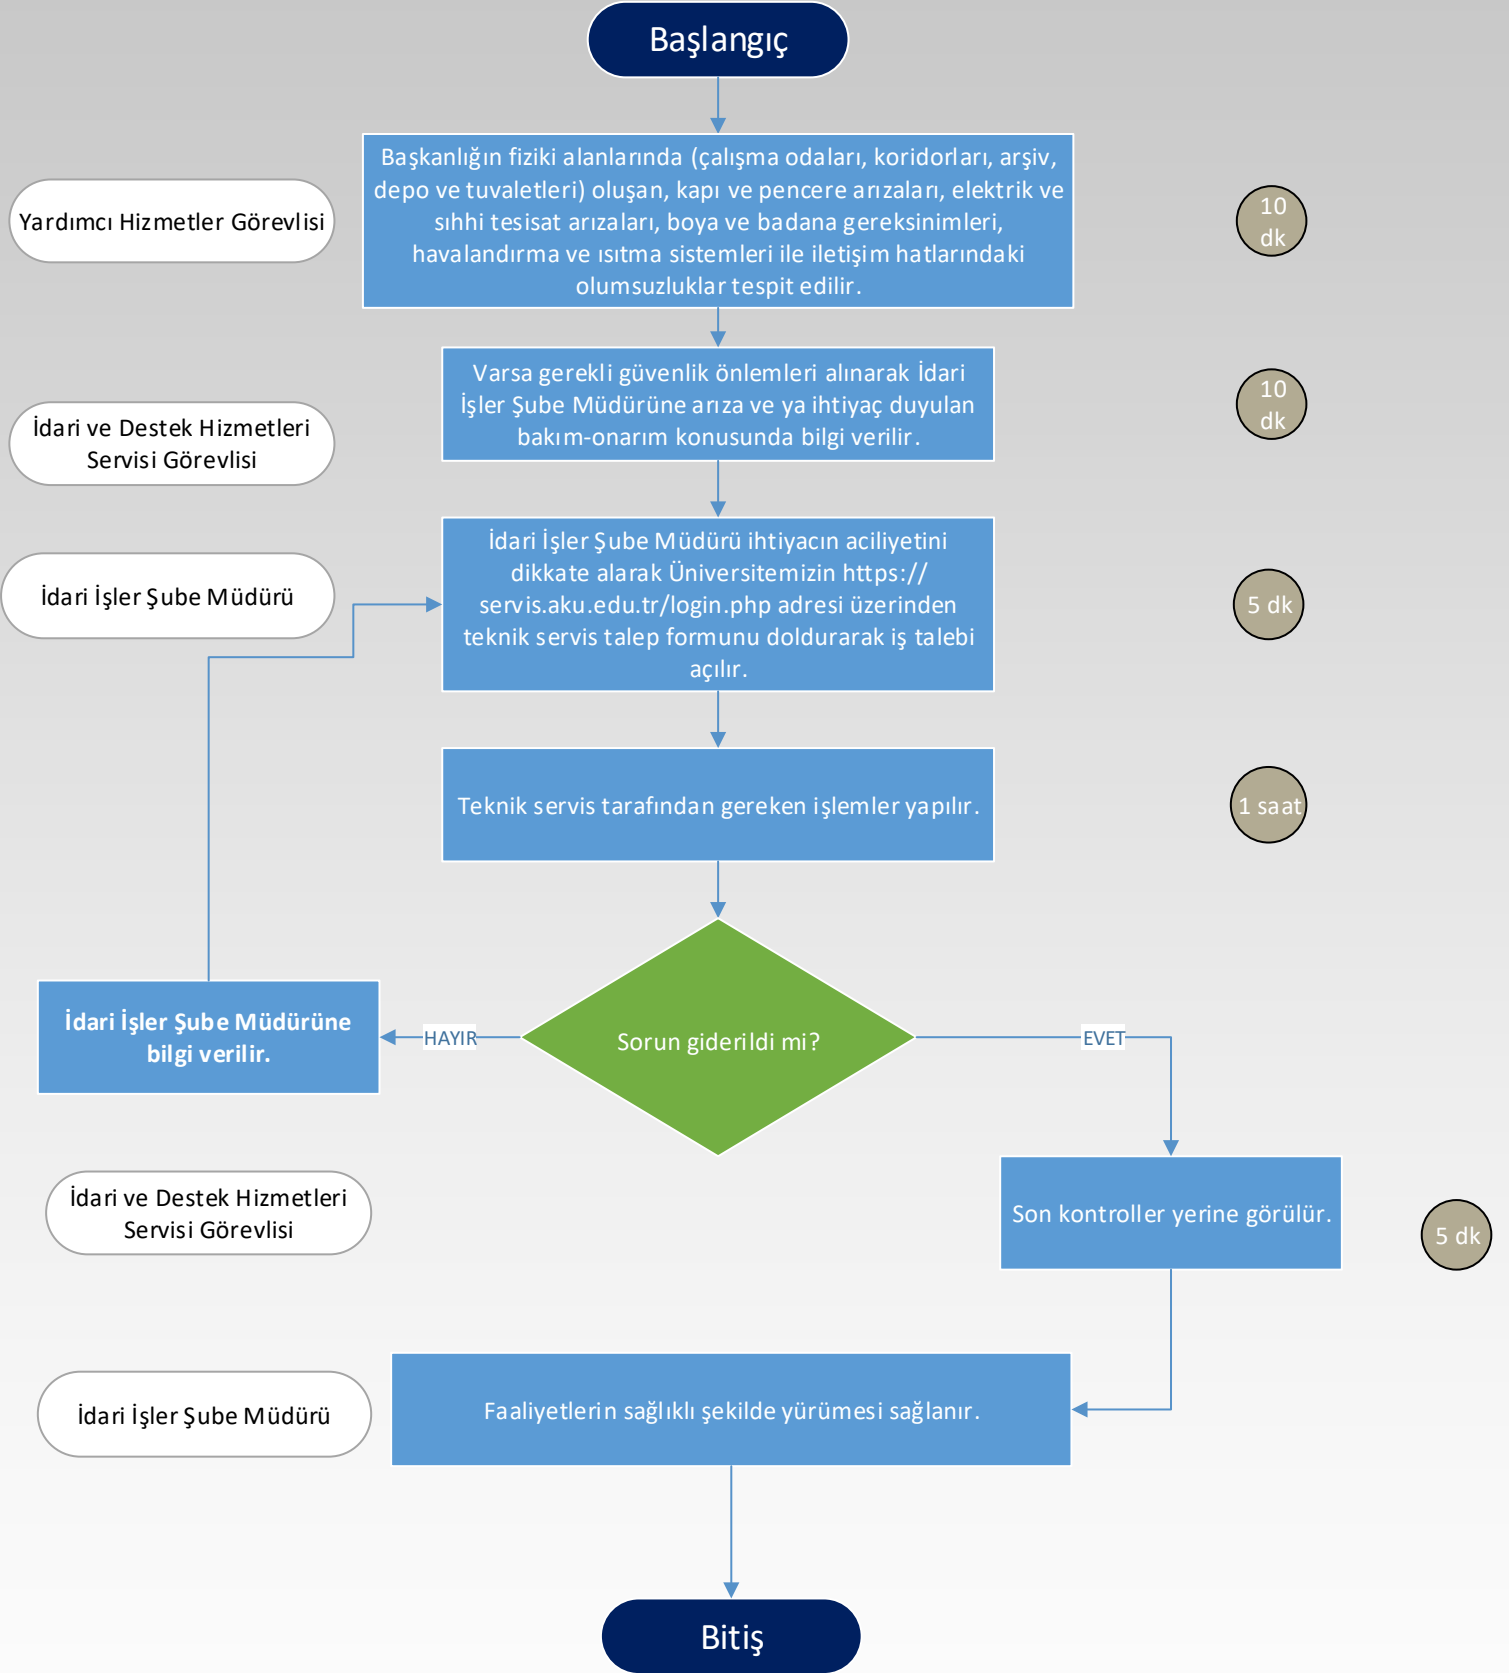 Başlangıç
Başkanlığın fiziki alanlarında (çalışma odaları, koridorları, arşiv,
depo ve tuvaletleri) oluşan, kapı ve pencere arızaları, elektrik ve
sıhhi tesisat arızaları, boya ve badana gereksinimleri,
havalandırma ve ısıtma sistemleri ile iletişim hatlarındaki
olumsuzluklar tespit edilir.
Yardımcı Hizmetler Görevlisi
10
dk
Varsa gerekli güvenlik önlemleri alınarak İdari
İşler Şube Müdürüne arıza ve ya ihtiyaç duyulan
bakım-onarım konusunda bilgi verilir.
İdari ve Destek Hizmetleri
Servisi Görevlisi
10
dk
İdari İşler Şube Müdürü ihtiyacın aciliyetini
dikkate alarak Üniversitemizin https://
servis.aku.edu.tr/login.php adresi üzerinden
teknik servis talep formunu doldurarak iş talebi
açılır.
İdari İşler Şube Müdürü
5 dk
Teknik servis tarafından gereken işlemler yapılır.
1 saat
İdari İşler Şube Müdürüne
bilgi verilir.
HAYIR
Sorun giderildi mi?
EVET
İdari ve Destek Hizmetleri
Servisi Görevlisi
Son kontroller yerine görülür.
5 dk
İdari İşler Şube Müdürü
Faaliyetlerin sağlıklı şekilde yürümesi sağlanır.
Bitiş